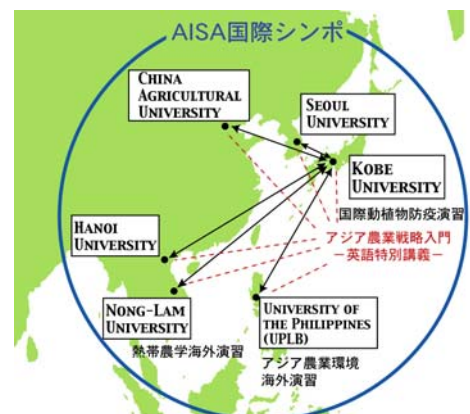 AISA国際シンポ
CHINA
AGRICULTURAL
UNIVERSITY
SEOUL
UNIVERSITY
KOBE
UNIVERSITY
国際動植物防疫演習
アジア農業戦略入門
－英語特別講義－
HANOI
UNIVERSITY
NONG-LAM
UNIVERSITY
熱帯農学海外演習
UNIVERSITY OF
THE PHILIPPINES
(UPLB)
アジア農業環境
海外演習